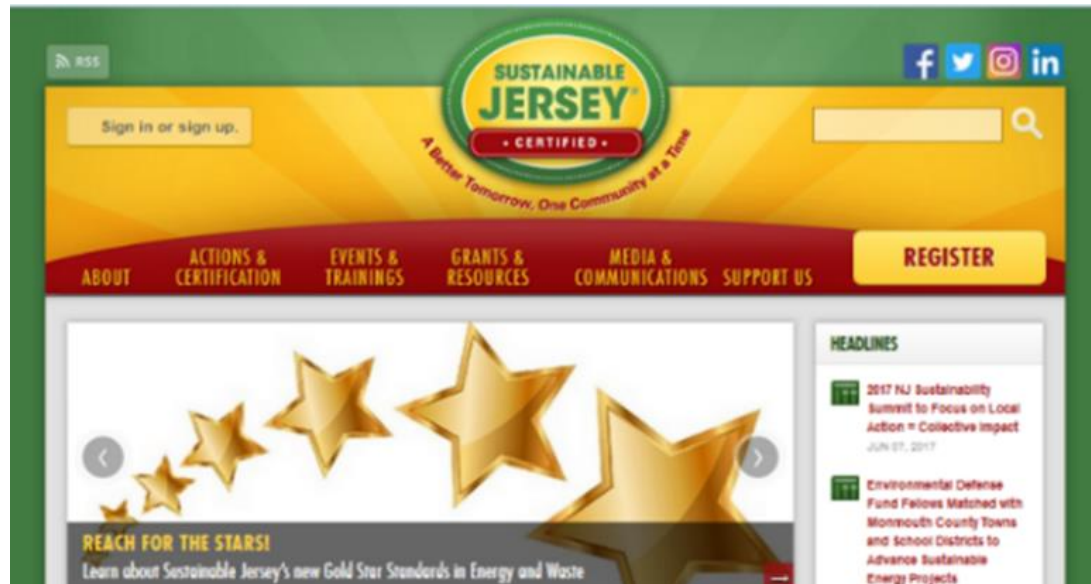 RSS
SUSTAINABLE
JERSEY®
• CERTIFIED •
A Better Tomorrow, One Community at a Time
Sign in or sign up.
ABOUT
ACTIONS &
CERTIFICATION
EVENTS &
TRAININGS
GRANTS &
RESOURCES
MEDIA &
COMMUNICATIONS
SUPPORT US
REGISTER
REACH FOR THE STARS!
Learn about Sustainable Jersey's new Gold Star Standards in Energy and Waste
HEADLINES
2017 NJ Sustainability
Summit to Focus on Local
Action = Collective Impact
JUN 07, 2017
Environmental Defense
Fund Fellows Matched with
Monmouth County Towns
and School Districts to
Advance Sustainable
Energy Projects